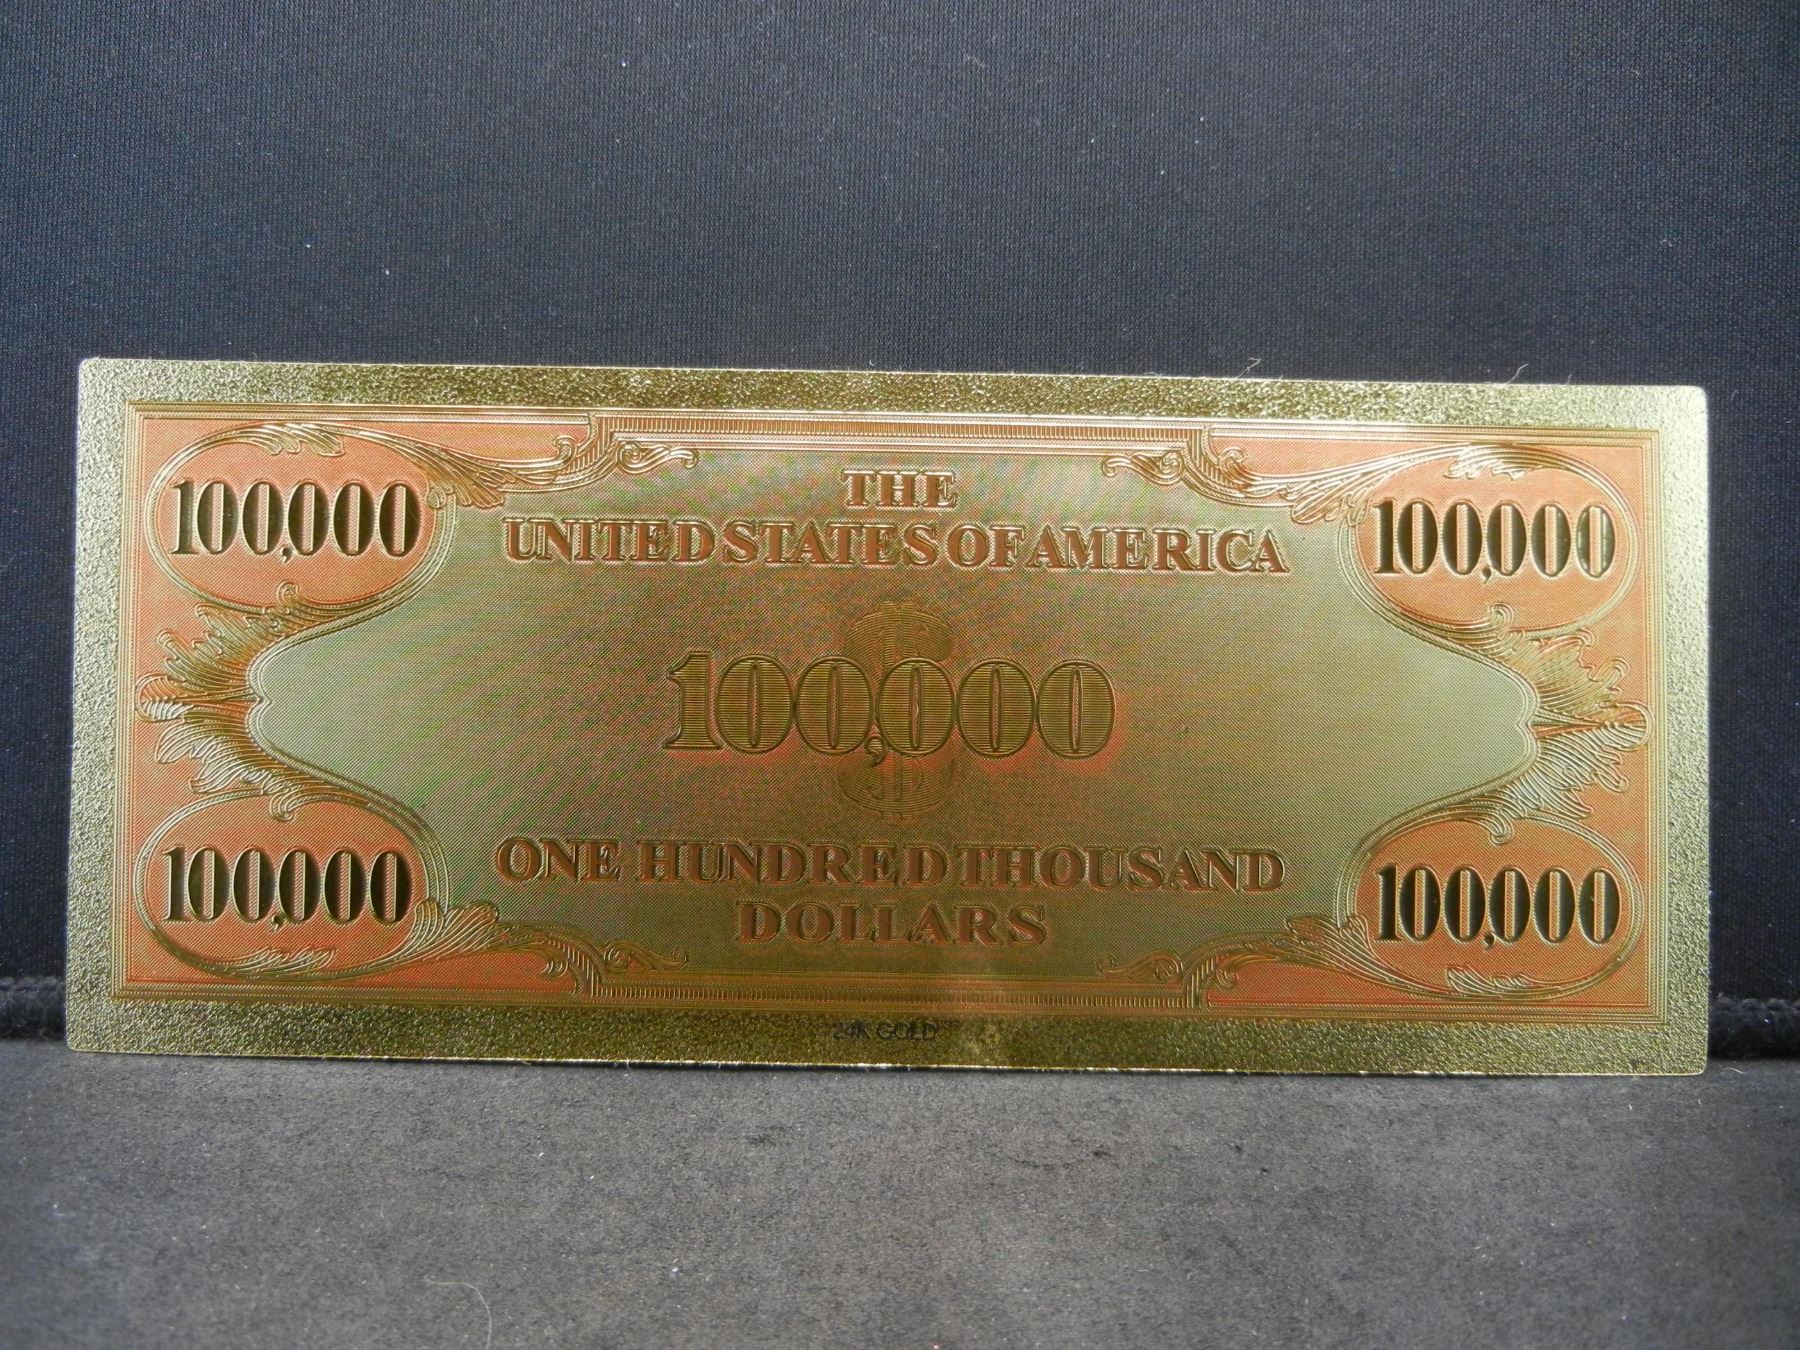 100,000 100,000
THE
UNITED STATES OF AMERICA
100,000
ONE HUNDRED THOUSAND
DOLLARS
100,000 100,000
24K GOLD